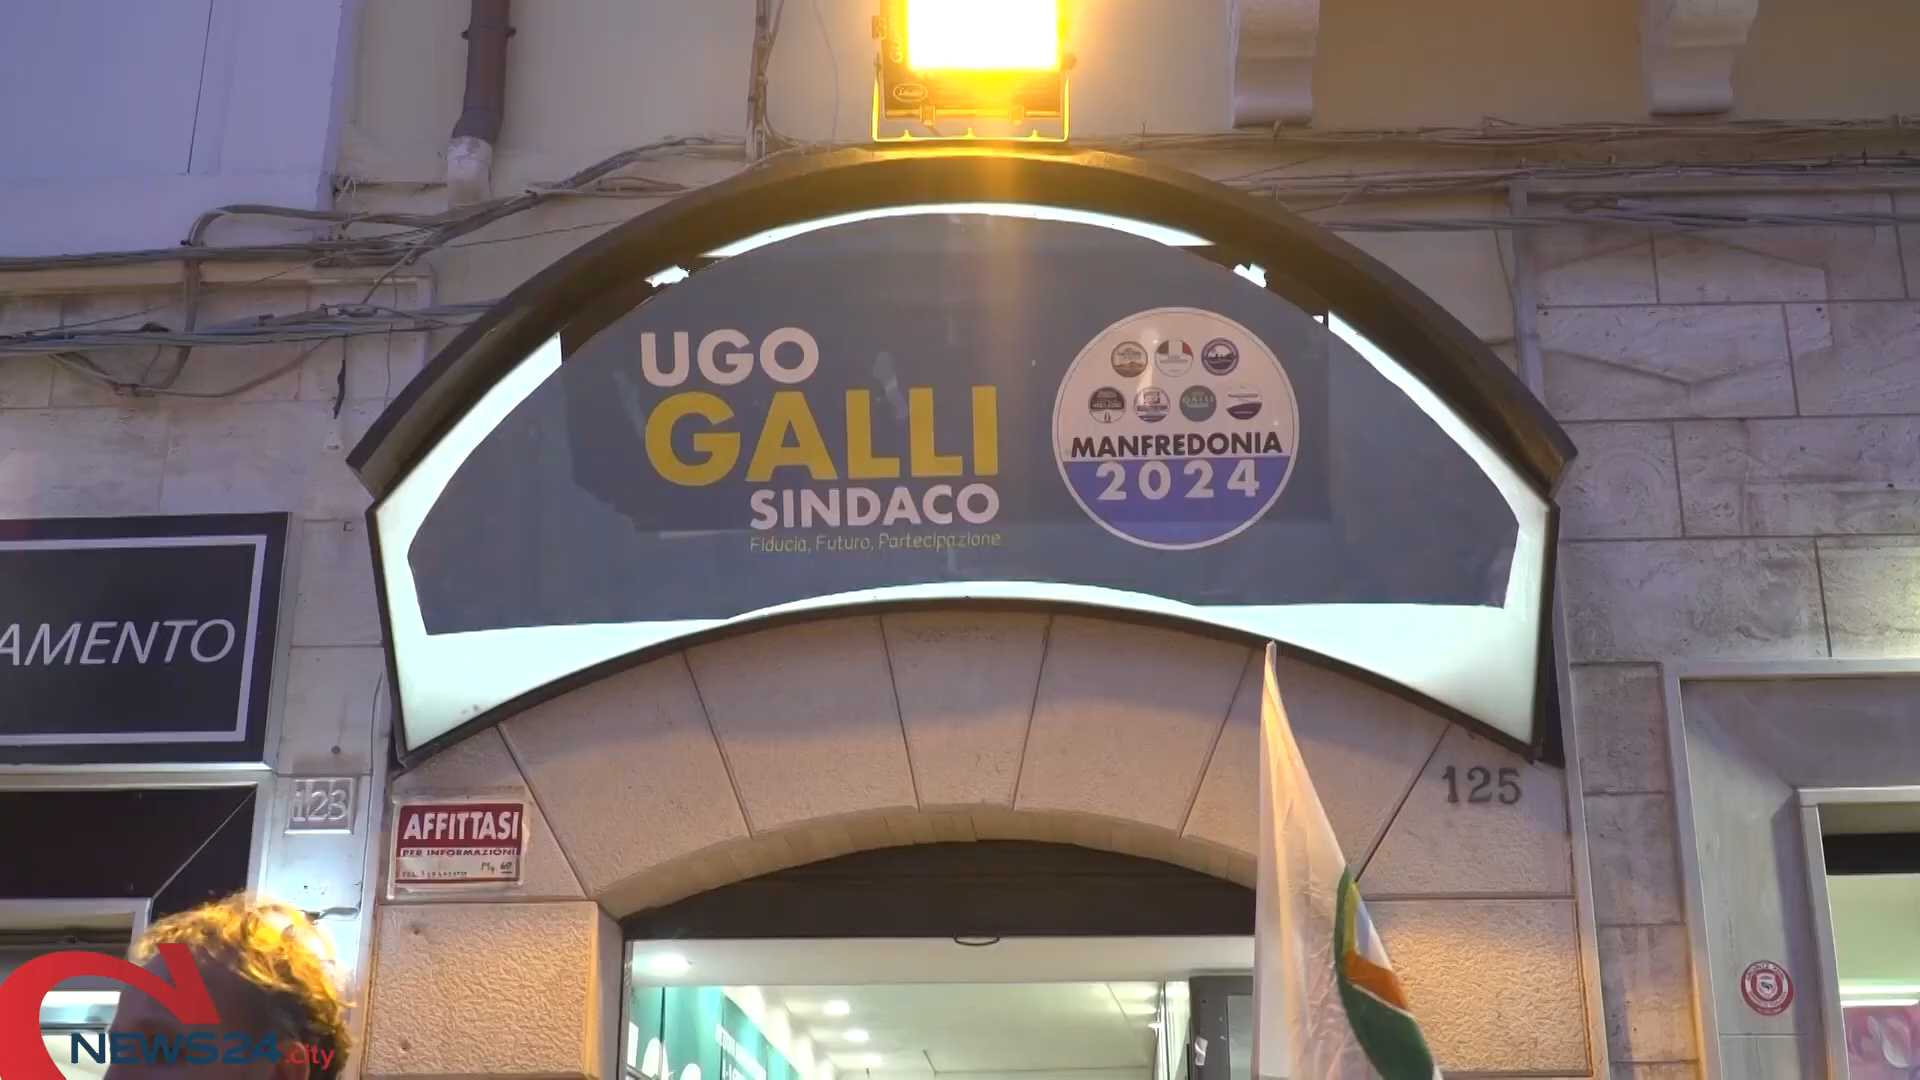 UGO
GALLI
SINDACO
Fiducia, Futuro, Partecipazione
MANFREDONIA
2024
AMENTO
123
125
AFFITTASI
PER INFORMAZIONI
NEWS24.city